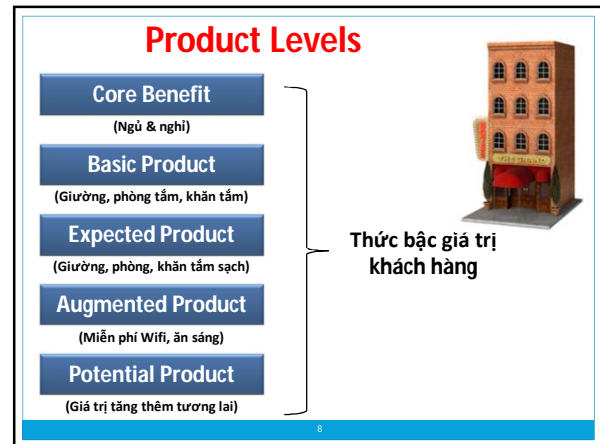 Product Levels
Core Benefit
(Ngủ & nghỉ)
Basic Product
(Giường, phòng tắm, khăn tắm)
Expected Product
(Giường, phòng, khăn tắm sạch)
Augmented Product
(Miễn phí Wifi, ăn sáng)
Potential Product
(Giá trị tăng thêm tương lai)
Thức bậc giá trị
khách hàng
THE GRAND
8